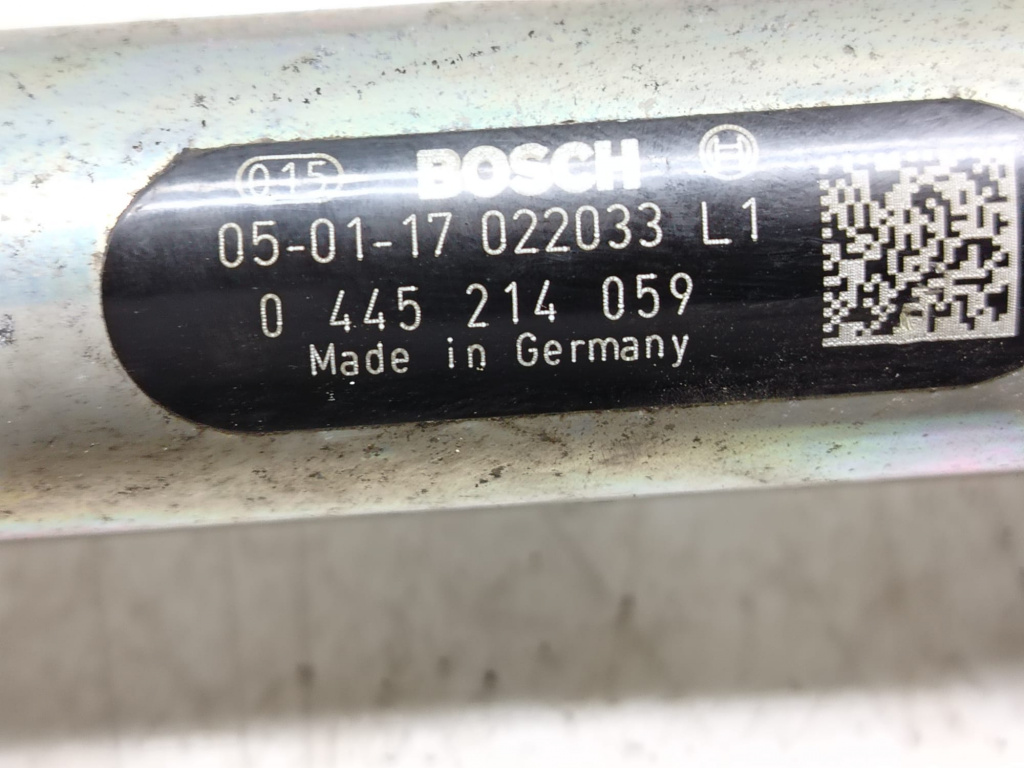 015 BOSCH
05-01-17 022033 L1
0 445 214 059
Made in Germany